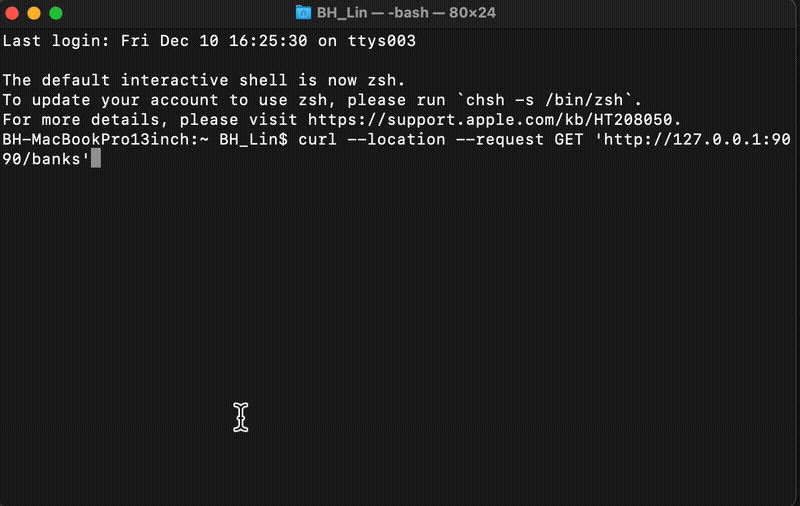 BH_Lin — -bash — 80×24
Last login: Fri Dec 10 16:25:30 on ttys003
The default interactive shell is now zsh.
To update your account to use zsh, please run `chsh -s /bin/zsh`.
For more details, please visit https://support.apple.com/kb/HT208050.
BH-MacBookPro13inch:~ BH_Lin$ curl --location --request GET 'http://127.0.0.1:90
90/banks'